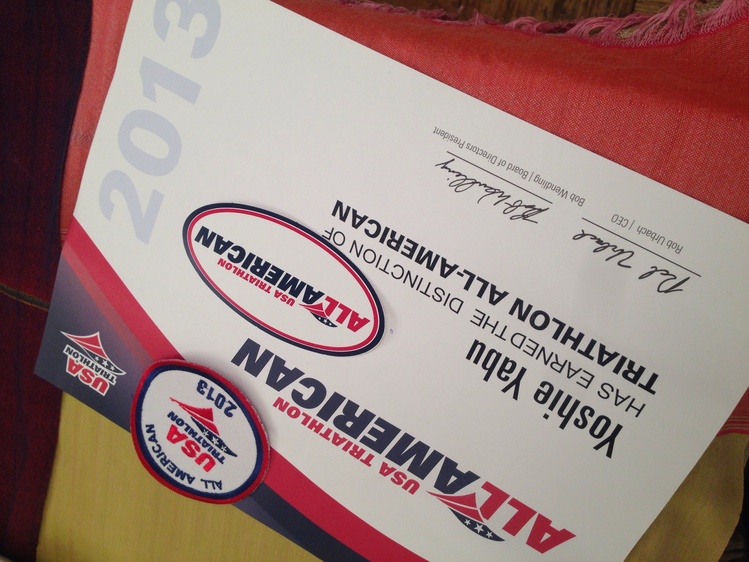 USA TRIATHLON
ALL AMERICAN
Yoshie Yabu
HAS EARNED THE DISTINCTION OF
TRIATHLON ALL-AMERICAN
Rob Urbach | CEO
Bob Wendling | Board of Directors President
2013
USA
TRIATHLON
USA TRIATHLON
ALL AMERICAN
ALL AMERICAN
USA
TRIATHLON
2013